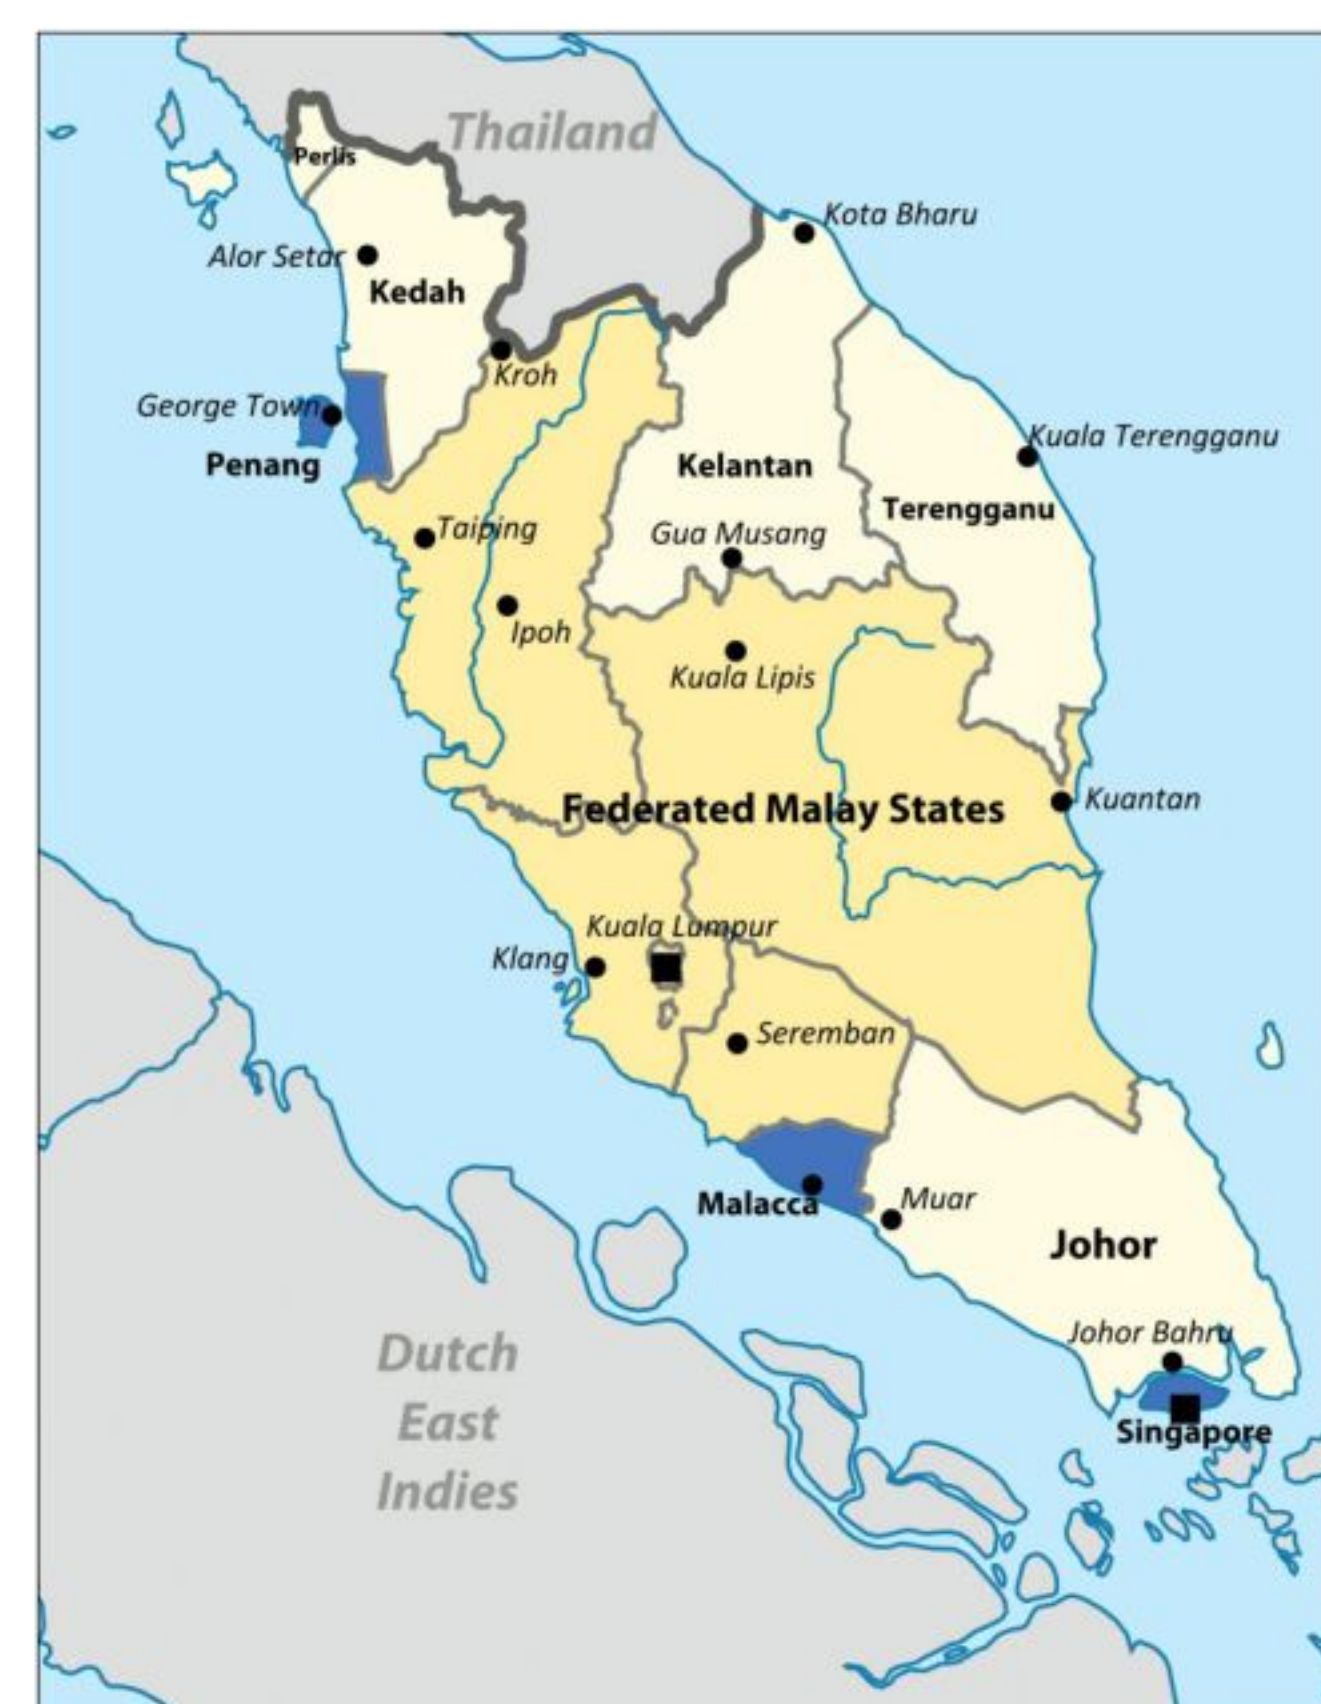 Thailand
Perlis
Kota Bharu
Alor Setar
Kedah
Kroh
George Town
Kuala Terengganu
Penang
Kelantan
Terengganu
Taiping
Gua Musang
Ipoh
Kuala Lipis
Federated Malay States
Kuantan
Kuala Lumpur
Klang
Seremban
Malacca
Muar
Johor
Johor Bahru
Dutch
East
Indies
Singapore